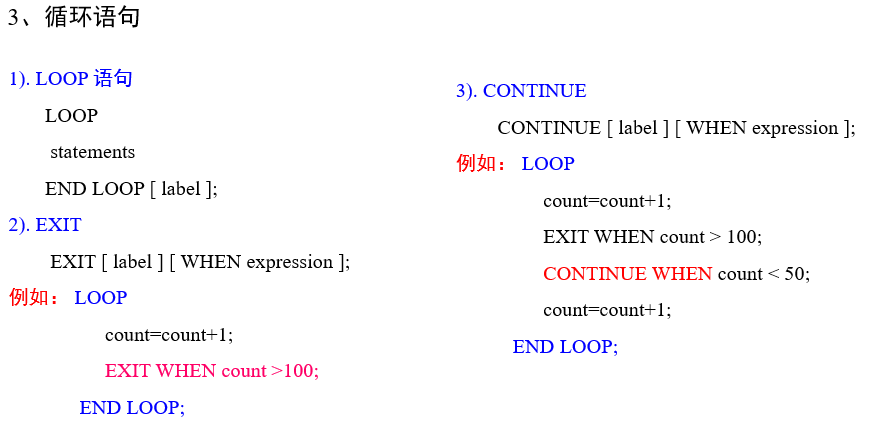 3、循环语句
1). LOOP 语句
LOOP
statements
END LOOP [ label ];
2). EXIT
EXIT [ label ] [ WHEN expression ];
例如： LOOP
count=count+1;
EXIT WHEN count >100;
END LOOP;
3). CONTINUE
CONTINUE [ label ] [ WHEN expression ];
例如： LOOP
count=count+1;
EXIT WHEN count > 100;
CONTINUE WHEN count < 50;
count=count+1;
END LOOP;